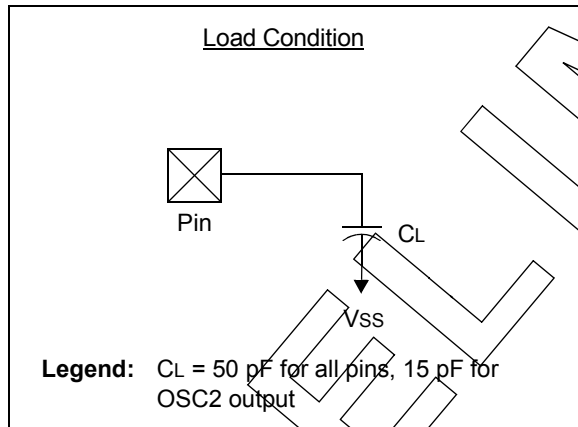 Load Condition
Pin
CL
VSS
Legend: CL = 50 pF for all pins, 15 pF for
OSC2 output